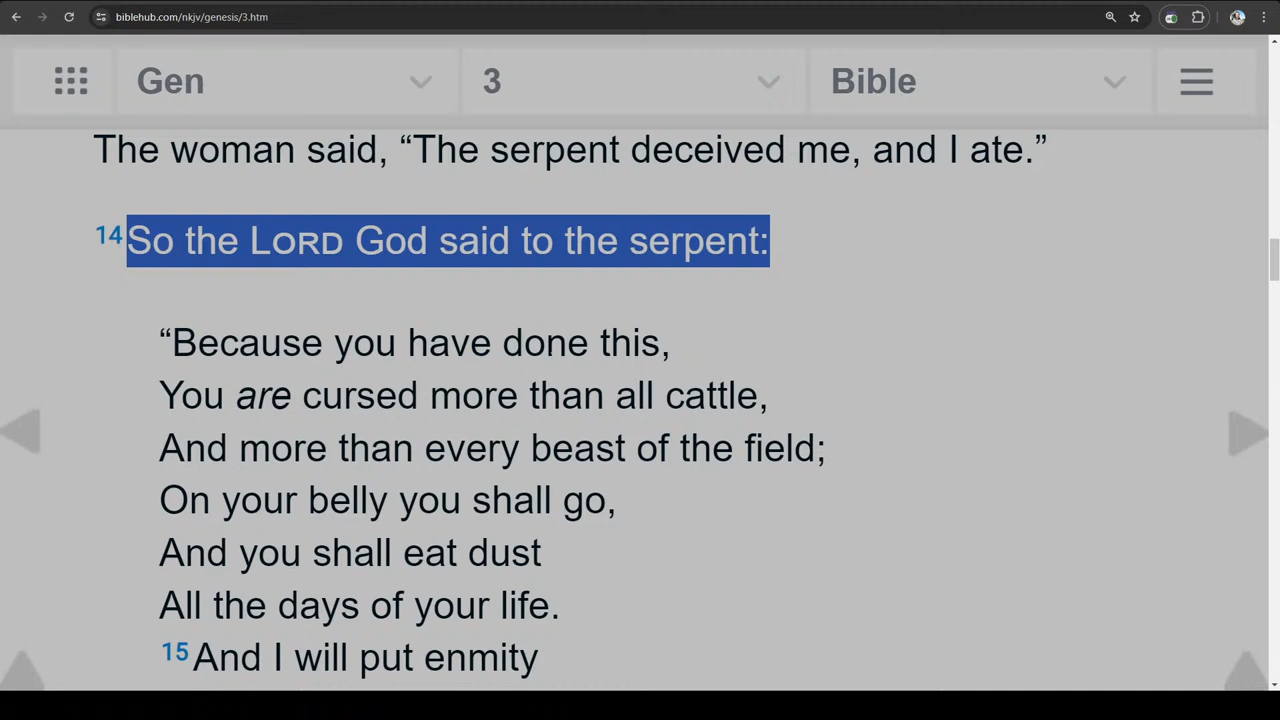 biblehub.com/nkjv/genesis/3.htm
Gen 3 Bible
The woman said, “The serpent deceived me, and I ate.”
14 So the LORD God said to the serpent:
“Because you have done this,
You are cursed more than all cattle,
And more than every beast of the field;
On your belly you shall go,
And you shall eat dust
All the days of your life.
15 And I will put enmity